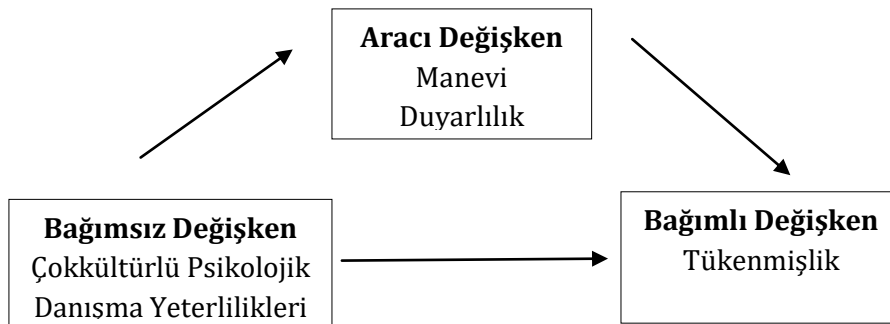 Aracı Değişken
Manevi
Duyarlılık
Bağımsız Değişken
Çokkültürlü Psikolojik
Danışma Yeterlilikleri
Bağımlı Değişken
Tükenmişlik